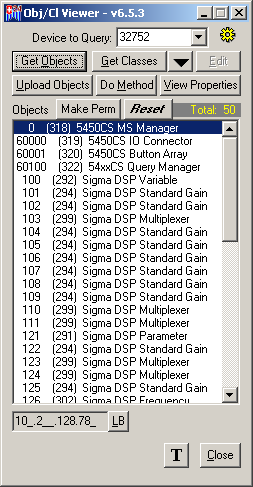 Obj/Cl Viewer - v6.5.3
Device to Query: 32752
Get Objects Get Classes Edit
Upload Objects Do Method View Properties
Objects Make Perm Reset Total: 50
0 (318) 5450CS MS Manager
60000 (319) 5450CS IO Connector
60001 (320) 5450CS Button Array
60100 (322) 54xxCS Query Manager
100 (292) Sigma DSP Variable
101 (294) Sigma DSP Standard Gain
102 (294) Sigma DSP Standard Gain
103 (299) Sigma DSP Multiplexer
104 (294) Sigma DSP Standard Gain
105 (294) Sigma DSP Standard Gain
106 (294) Sigma DSP Standard Gain
107 (294) Sigma DSP Standard Gain
108 (294) Sigma DSP Standard Gain
109 (294) Sigma DSP Standard Gain
110 (299) Sigma DSP Multiplexer
111 (299) Sigma DSP Multiplexer
121 (291) Sigma DSP Parameter
122 (294) Sigma DSP Standard Gain
123 (299) Sigma DSP Multiplexer
124 (299) Sigma DSP Multiplexer
125 (294) Sigma DSP Standard Gain
126 (302) Sigma DSP Frequency
10_.2__.128.78_ LB
T Close